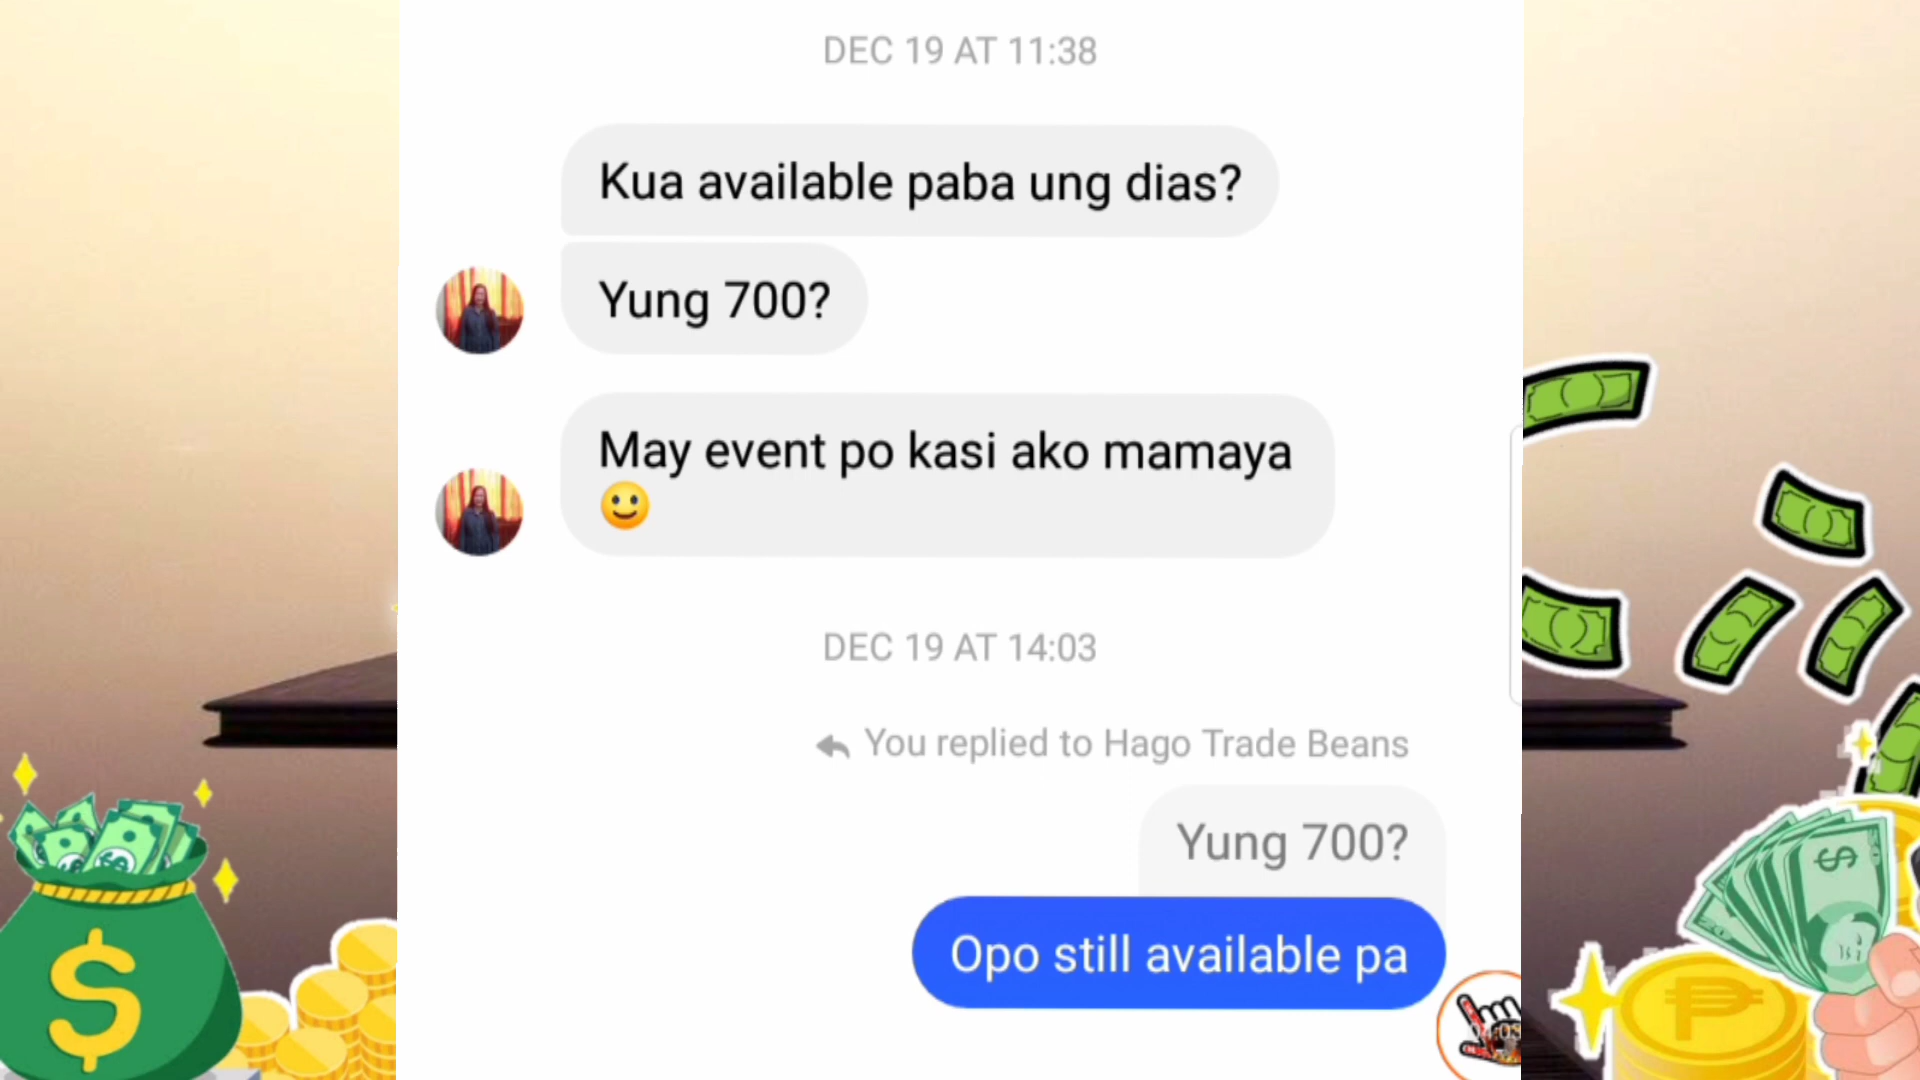 DEC 19 AT 11:38
Kua available paba ung dias?
Yung 700?
May event po kasi ako mamaya
🙂
DEC 19 AT 14:03
You replied to Hago Trade Beans
Yung 700?
Opo still available pa
$
$
₱